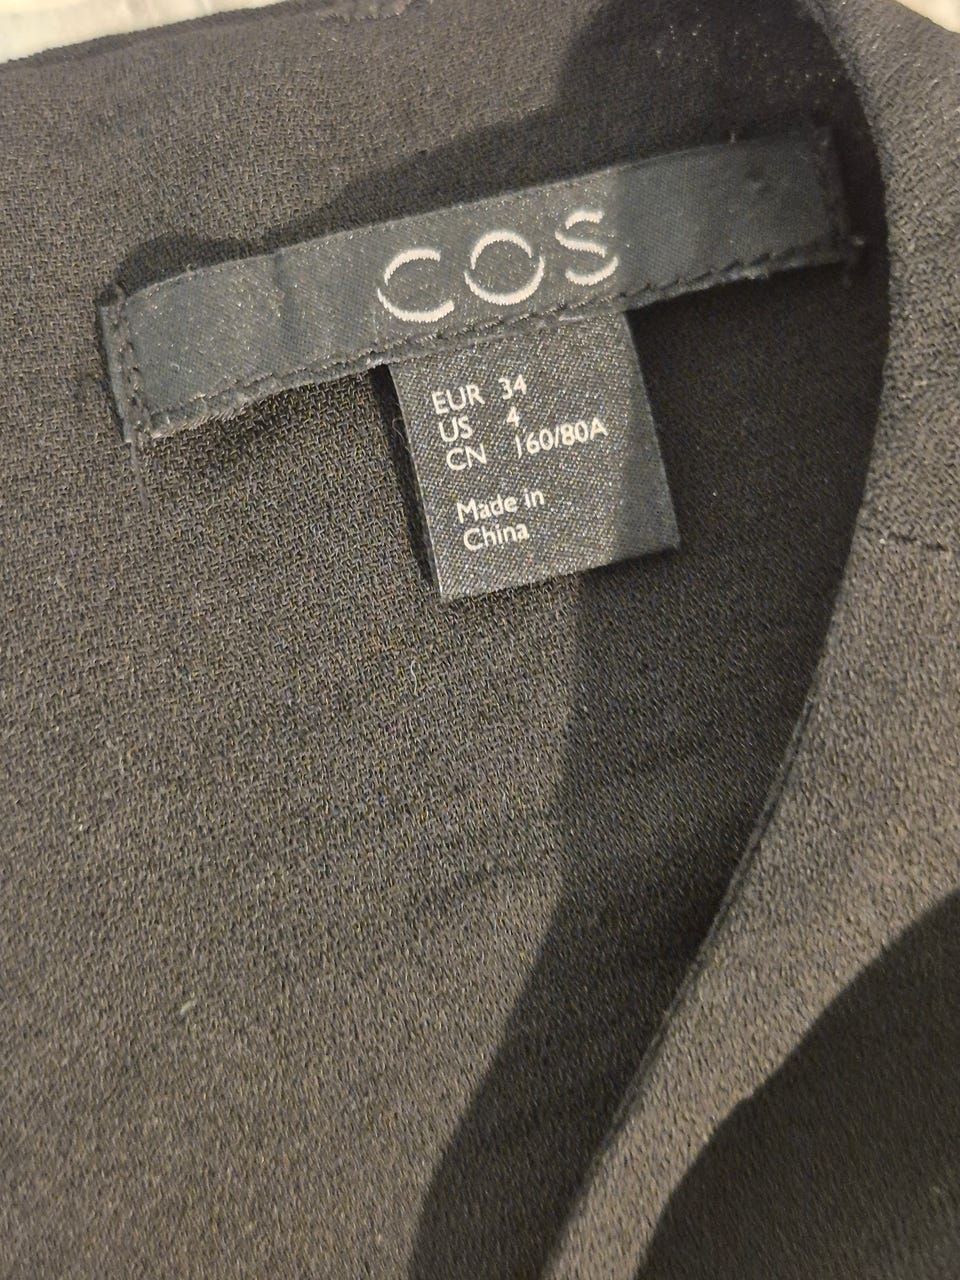 COS
EUR 34
US 4
CN 160/80A
Made in
China